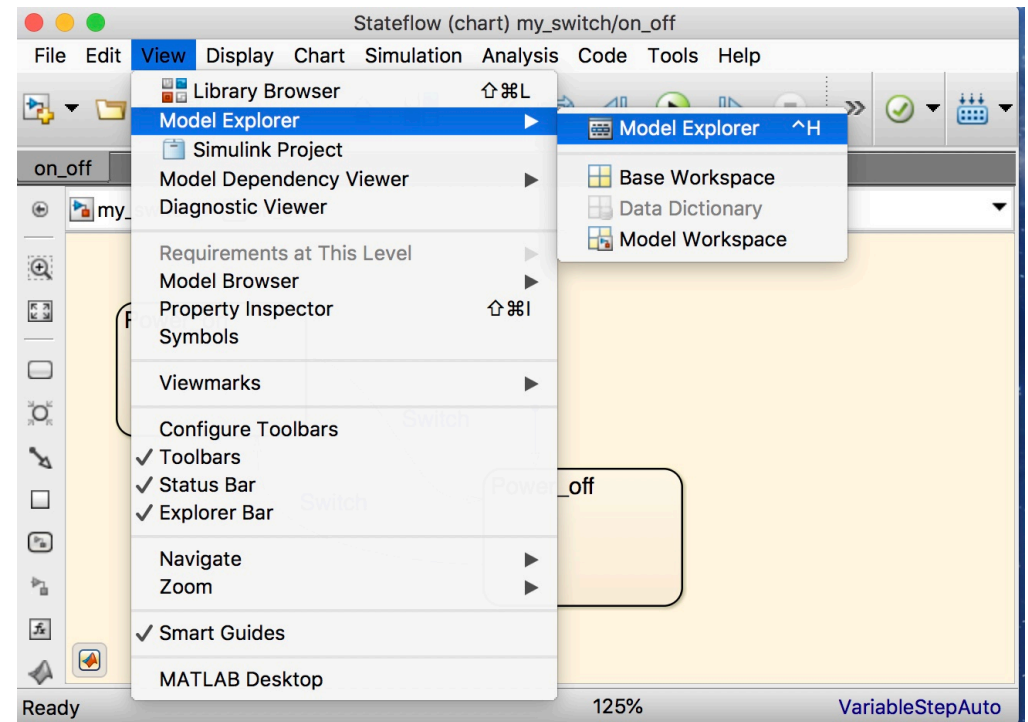 Stateflow (chart) my_switch/on_off
File Edit View Display Chart Simulation Analysis Code Tools Help
Library Browser ⇧⌘L
Model Explorer ▶
Model Explorer ^H
Simulink Project
on_off
Model Dependency Viewer ▶
Base Workspace
my_
Diagnostic Viewer
Data Dictionary
Model Workspace
Requirements at This Level ▶
Model Browser ▶
Property Inspector ⇧⌘I
Symbols
Viewmarks ▶
Switch
Configure Toolbars
✓ Toolbars
✓ Status Bar
Power_off
✓ Explorer Bar
Switch
Navigate ▶
Zoom ▶
✓ Smart Guides
MATLAB Desktop
Ready 125% VariableStepAuto